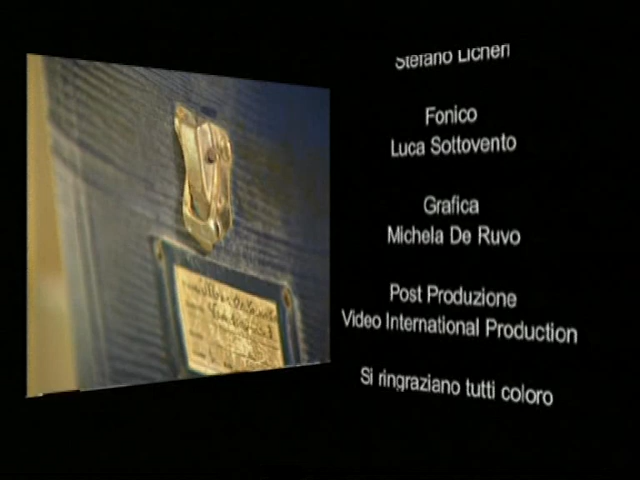 Stefano Licheri
Fonico
Luca Sottovento
Grafica
Michela De Ruvo
Post Produzione
Video International Production
Si ringraziano tutti coloro